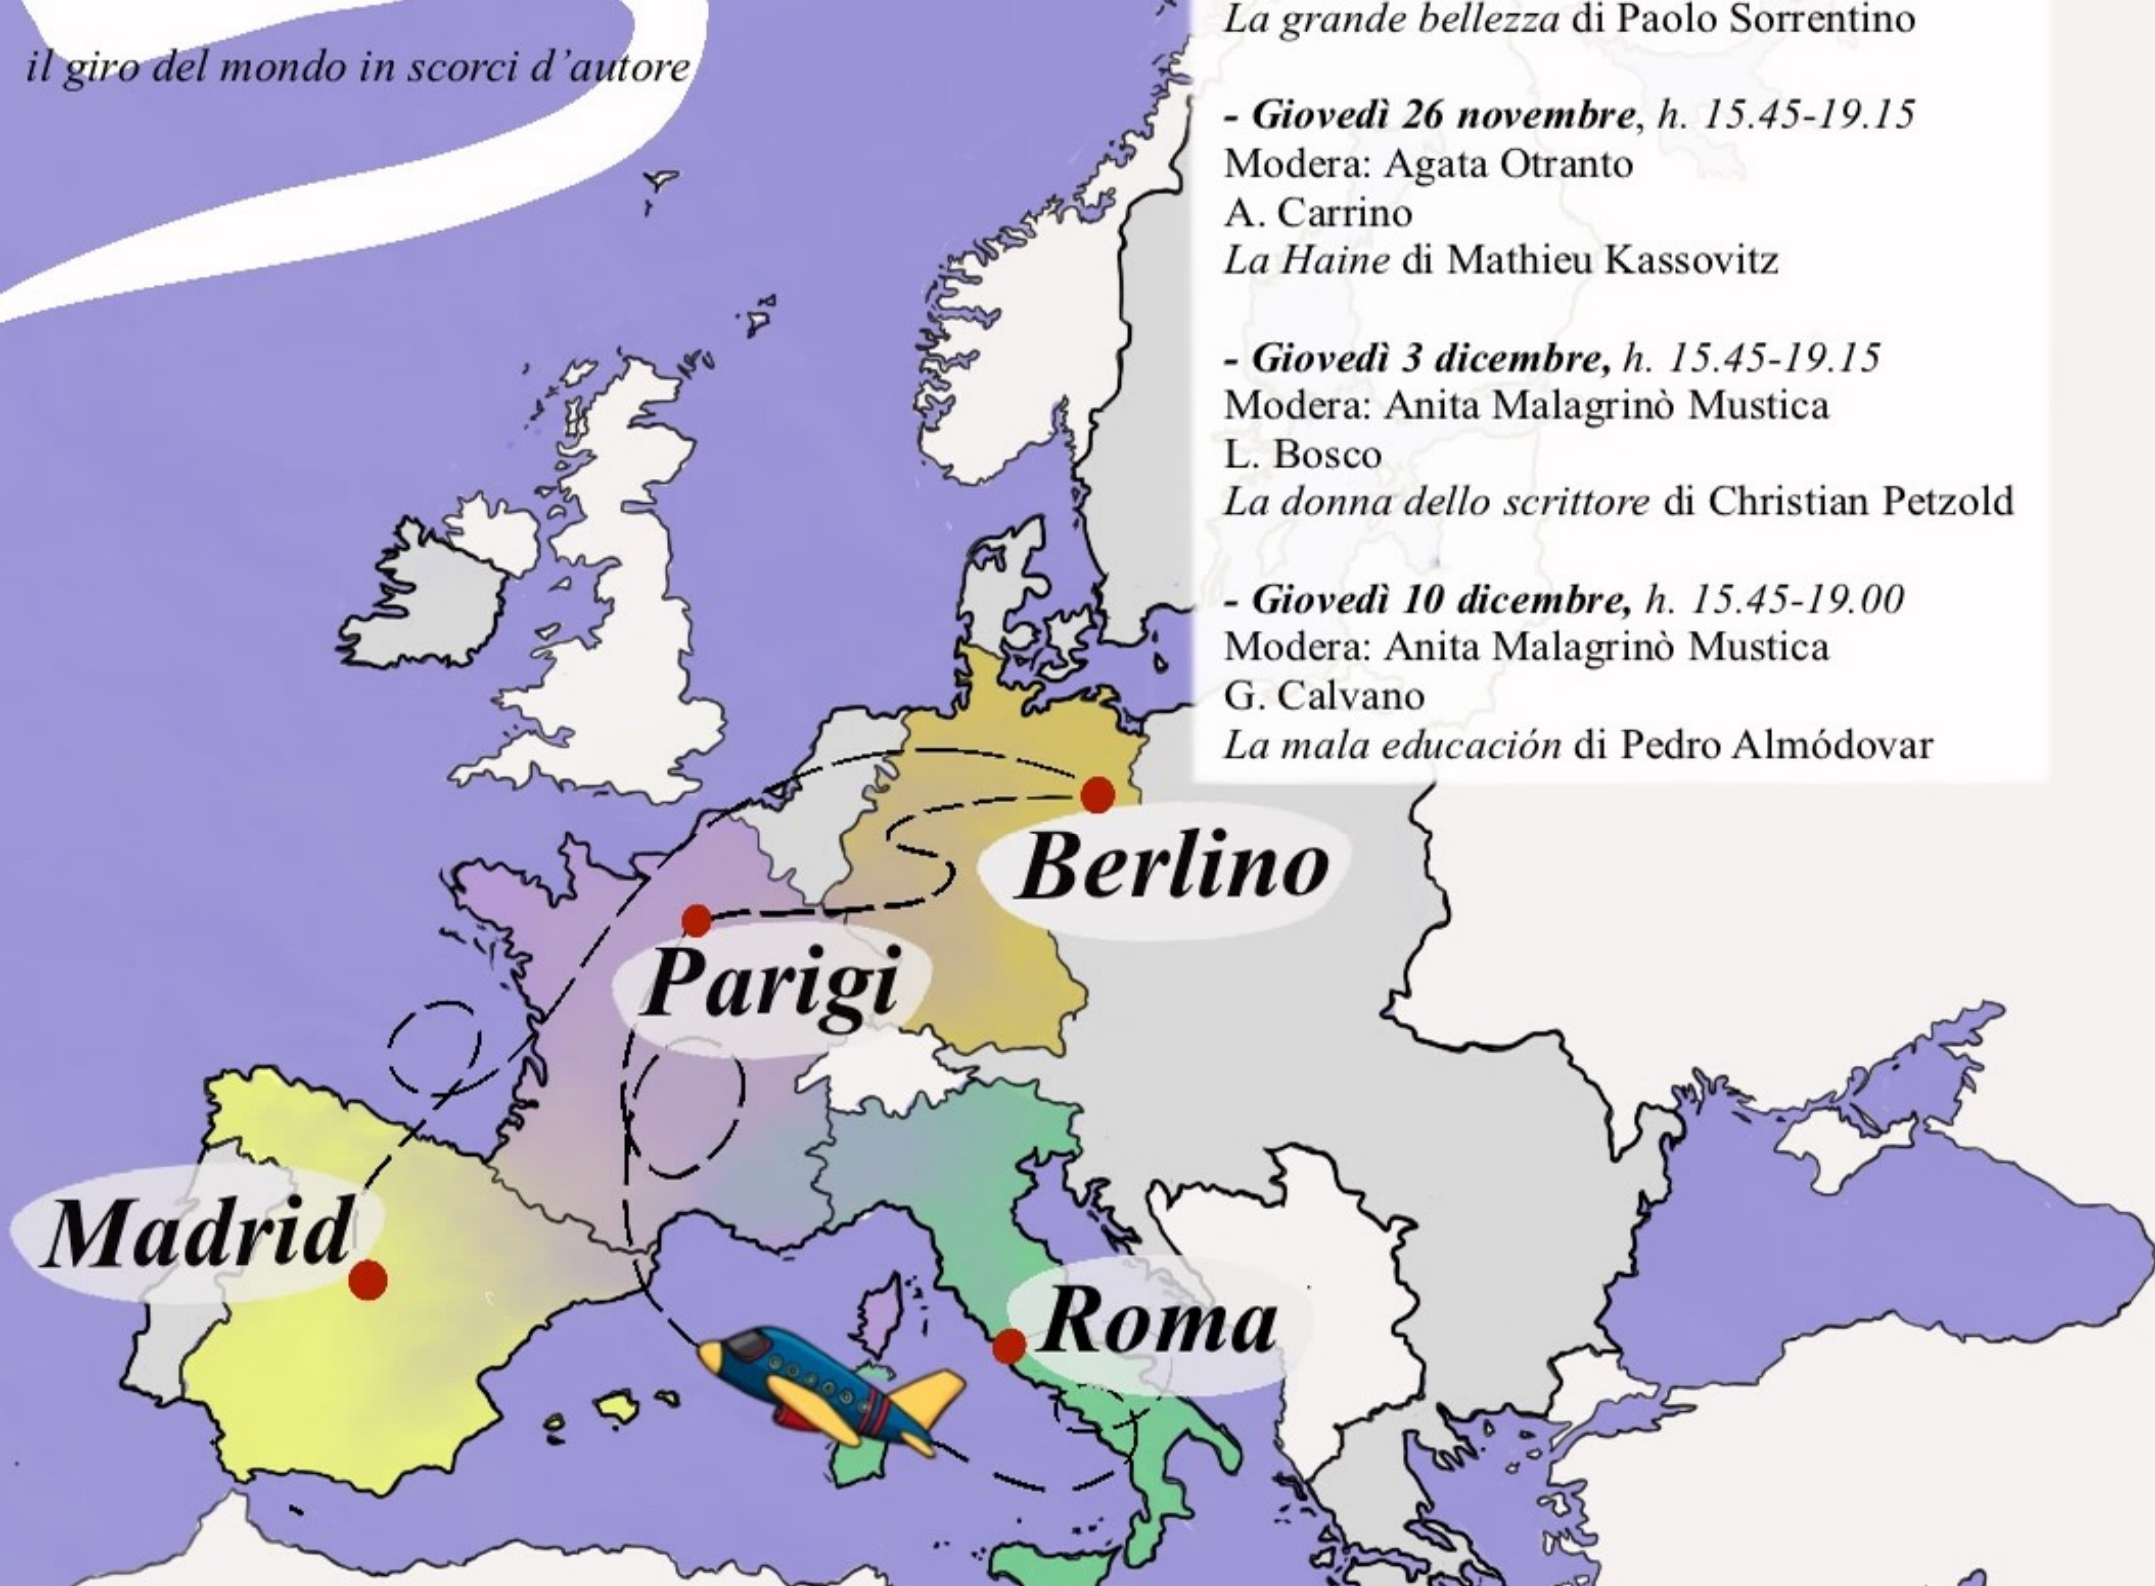 il giro del mondo in scorci d'autore
La grande bellezza di Paolo Sorrentino
- Giovedì 26 novembre, h. 15.45-19.15
Modera: Agata Otranto
A. Carrino
La Haine di Mathieu Kassovitz
- Giovedì 3 dicembre, h. 15.45-19.15
Modera: Anita Malagrinò Mustica
L. Bosco
La donna dello scrittore di Christian Petzold
- Giovedì 10 dicembre, h. 15.45-19.00
Modera: Anita Malagrinò Mustica
G. Calvano
La mala educación di Pedro Almódovar
Berlino
Parigi
Madrid
Roma